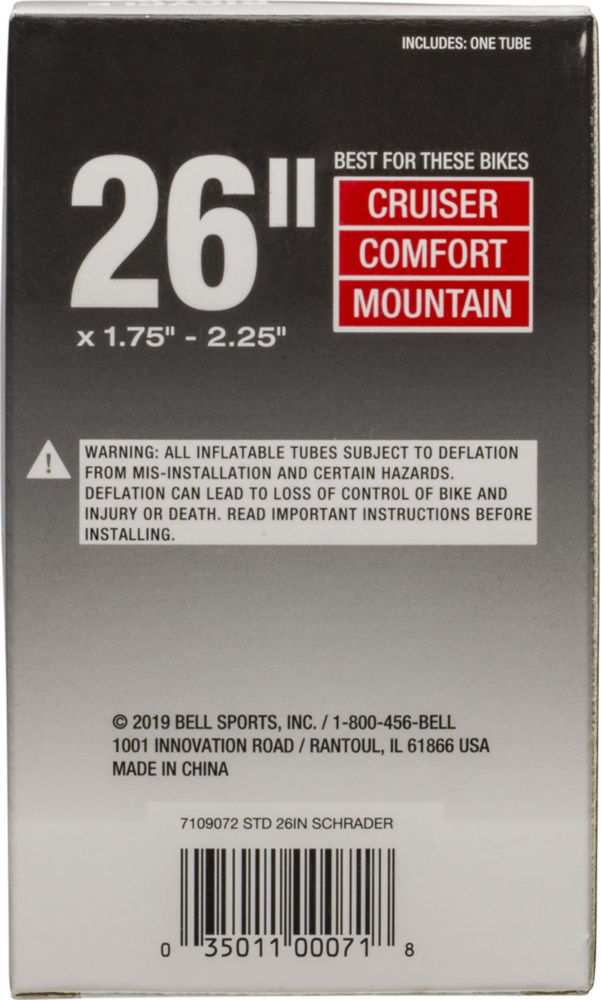 INCLUDES: ONE TUBE
26"
x 1.75" - 2.25"
BEST FOR THESE BIKES
CRUISER
COMFORT
MOUNTAIN
WARNING: ALL INFLATABLE TUBES SUBJECT TO DEFLATION
FROM MIS-INSTALLATION AND CERTAIN HAZARDS.
DEFLATION CAN LEAD TO LOSS OF CONTROL OF BIKE AND
INJURY OR DEATH. READ IMPORTANT INSTRUCTIONS BEFORE
INSTALLING.
© 2019 BELL SPORTS, INC. / 1-800-456-BELL
1001 INNOVATION ROAD / RANTOUL, IL 61866 USA
MADE IN CHINA
7109072 STD 26IN SCHRADER
0 35011 00071 8